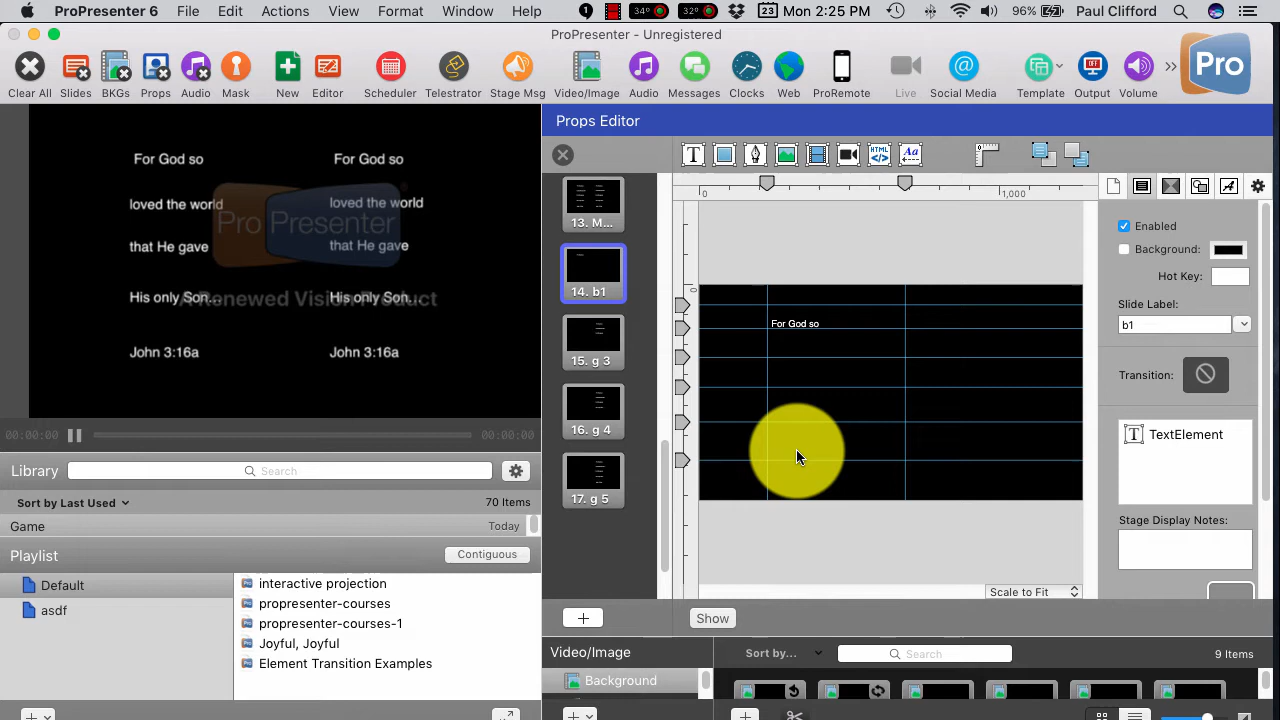 ProPresenter 6 File Edit Actions View Format Window Help 1 34° 32° 23 Mon 2:25 PM 96% Paul Clifford
ProPresenter - Unregistered
Clear All Slides BKGs Props Audio Mask New Editor Scheduler Telestrator Stage Msg Video/Image Audio Messages Clocks Web ProRemote Live Social Media Template Output Volume
Pro
Props Editor
For God so For God so
loved the world loved the world
Pro Presenter
that He gave that He gave
His only Son... His only Son...
A Renewed Vision Product
John 3:16a John 3:16a
00:00:00 00:00:00
Library Search
Sort by Last Used 70 Items
Game Today
Playlist Contiguous
Default
asdf
interactive projection
propresenter-courses
propresenter-courses-1
Joyful, Joyful
Element Transition Examples
13. M...
14. b1
15. g 3
16. g 4
17. g 5
T HTML Aa
0 1,000
0
For God so
Scale to Fit
Show
Enabled
Background:
Hot Key:
Slide Label:
b1
Transition:
T TextElement
Stage Display Notes:
Video/Image Sort by... Search 9 Items
Background